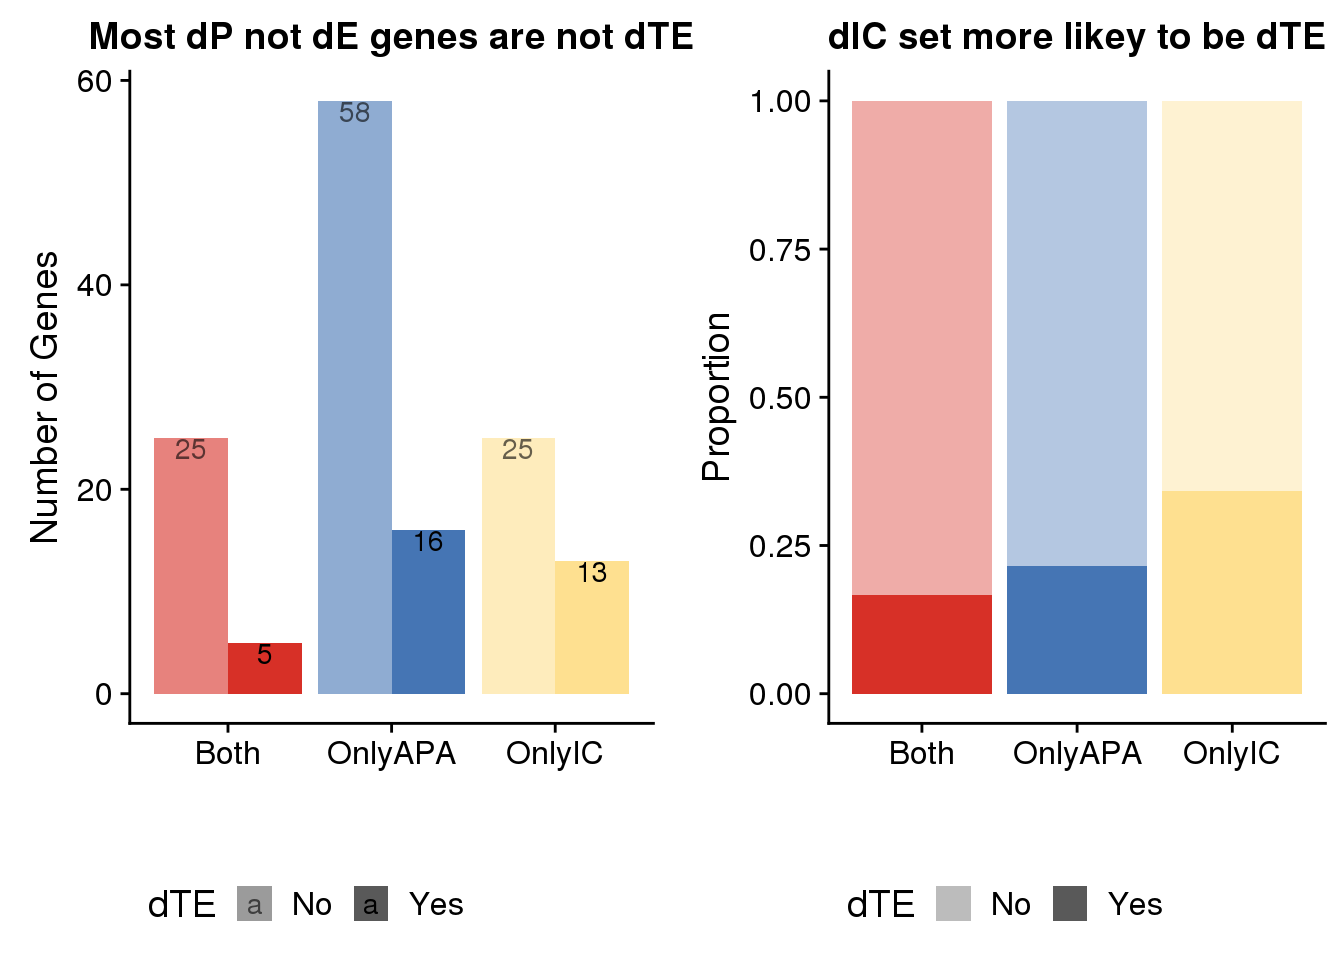 Most dP not dE genes are not dTE
60
40
20
0
Number of Genes
58
25
25
16
13
5
Both
OnlyAPA
OnlyIC
dTE
a
No
a
Yes
dIC set more likey to be dTE
1.00
0.75
0.50
0.25
0.00
Proportion
Both
OnlyAPA
OnlyIC
dTE
No
Yes